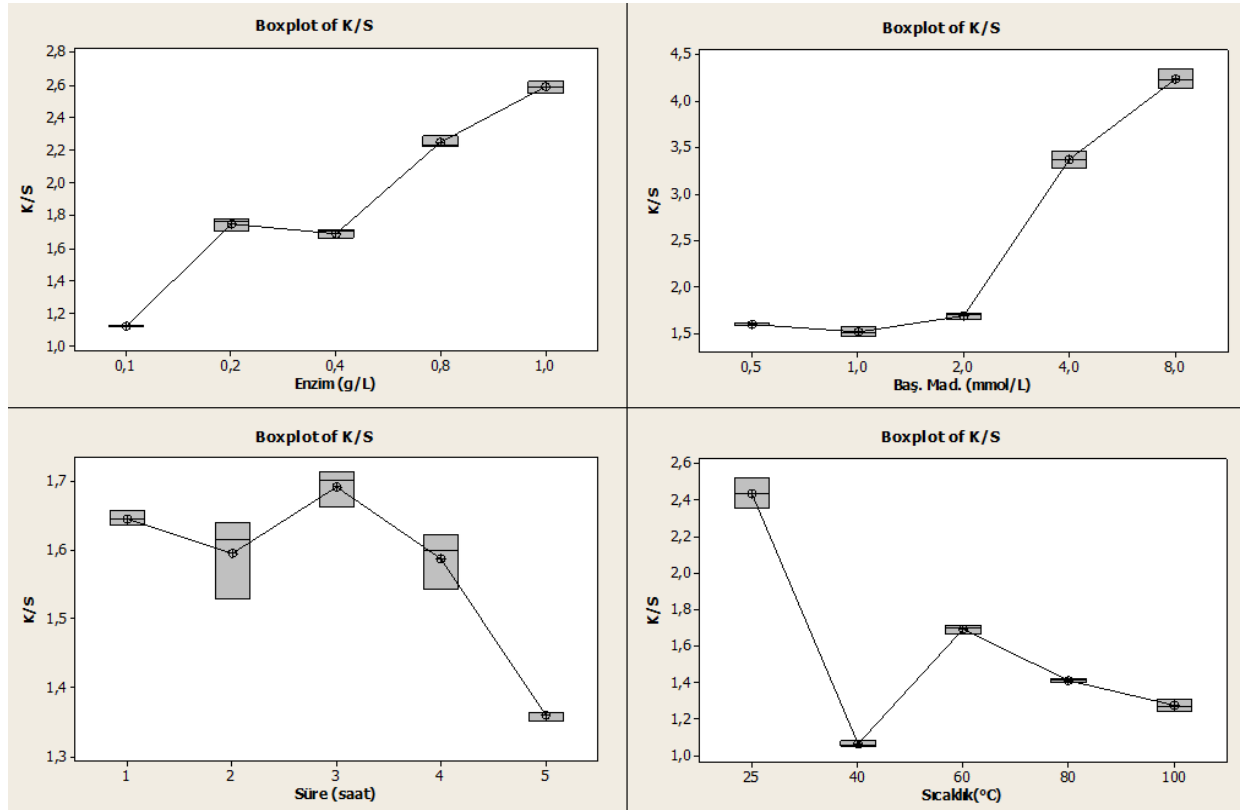 Boxplot of K/S
2,8
2,6
2,4
2,2
2,0
1,8
1,6
1,4
1,2
1,0
K/S
0,1 0,2 0,4 0,8 1,0
Enzim (g/L)
Boxplot of K/S
4,5
4,0
3,5
3,0
2,5
2,0
1,5
K/S
0,5 1,0 2,0 4,0 8,0
Baş. Mad. (mmol/L)
Boxplot of K/S
1,7
1,6
1,5
1,4
1,3
K/S
1 2 3 4 5
Süre (saat)
Boxplot of K/S
2,6
2,4
2,2
2,0
1,8
1,6
1,4
1,2
1,0
K/S
25 40 60 80 100
Sıcaklık(°C)